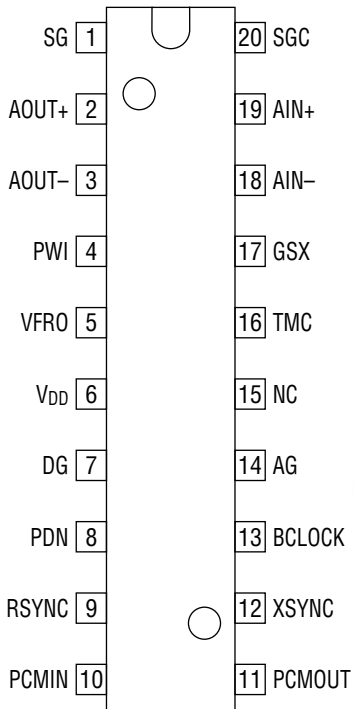 SG 1 20 SGC
AOUT+ 2 19 AIN+
AOUT– 3 18 AIN–
PWI 4 17 GSX
VFRO 5 16 TMC
VDD 6 15 NC
DG 7 14 AG
PDN 8 13 BCLOCK
RSYNC 9 12 XSYNC
PCMIN 10 11 PCMOUT